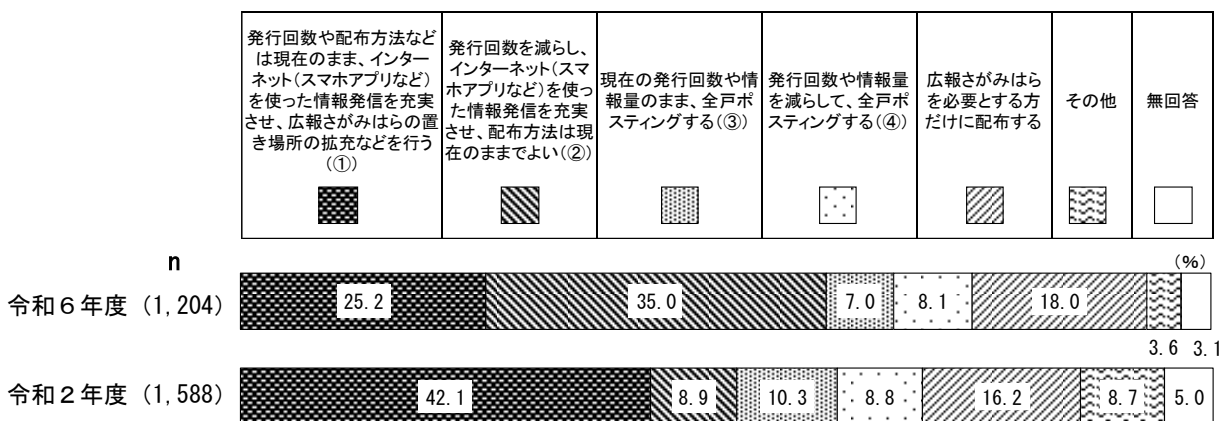 発行回数や配布方法など
は現在のまま、インター
ネット(スマホアプリなど)
を使った情報発信を充実
させ、広報さがみはらの置
き場所の拡充などを行う
(①)
発行回数を減らし、
インターネット(スマ
ホアプリなど)を使っ
た情報発信を充実
させ、配布方法は現
在のままでよい(②)
現在の発行回数や情
報量のまま、全戸ポ
スティングする(③)
発行回数や情報量
を減らして、全戸ポ
スティングする(④)
広報さがみはら
を必要とする方
だけに配布する
その他
無回答
n
(%)
令和6年度 (1,204)
25.2
35.0
7.0
8.1
18.0
3.6
3.1
令和2年度 (1,588)
42.1
8.9
10.3
8.8
16.2
8.7
5.0